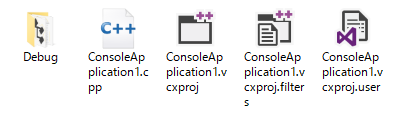 Debug
C++
ConsoleAp
plication1.c
pp
ConsoleAp
plication1.v
cxproj
ConsoleAp
plication1.v
cxproj.filter
s
ConsoleAp
plication1.v
cxproj.user